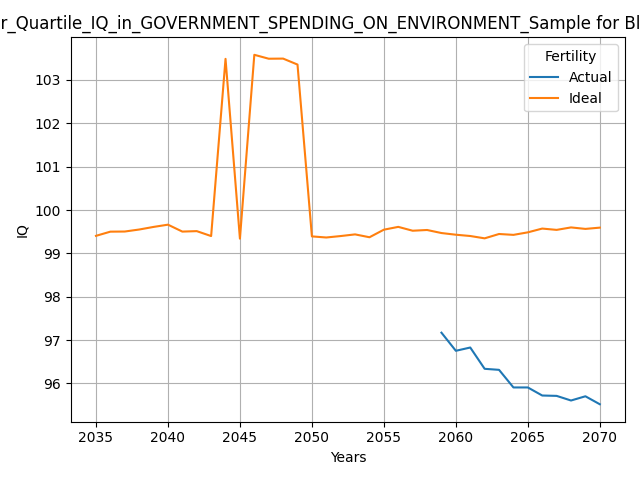 r_Quartile_IQ_in_GOVERNMENT_SPENDING_ON_ENVIRONMENT_Sample for Bl
Fertility
Actual
Ideal
103
102
101
100
99
98
97
96
IQ
2035 2040 2045 2050 2055 2060 2065 2070
Years